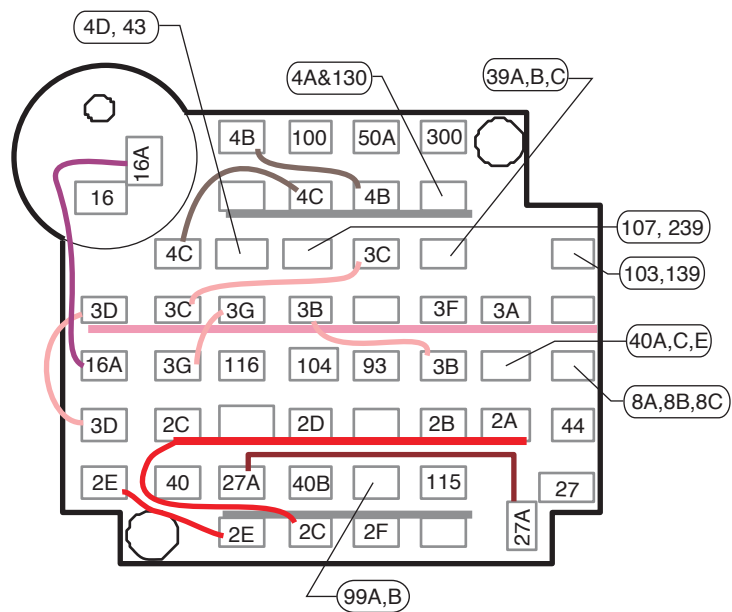 4D, 43
4A&130
39A,B,C
4B 100 50A 300
16A
16
4C 4B
107, 239
4C 3C
103,139
3D 3C 3G 3B 3F 3A
40A,C,E
16A 3G 116 104 93 3B
8A,8B,8C
3D 2C 2D 2B 2A 44
2E 40 27A 40B 115 27
2E 2C 2F 27A
99A,B